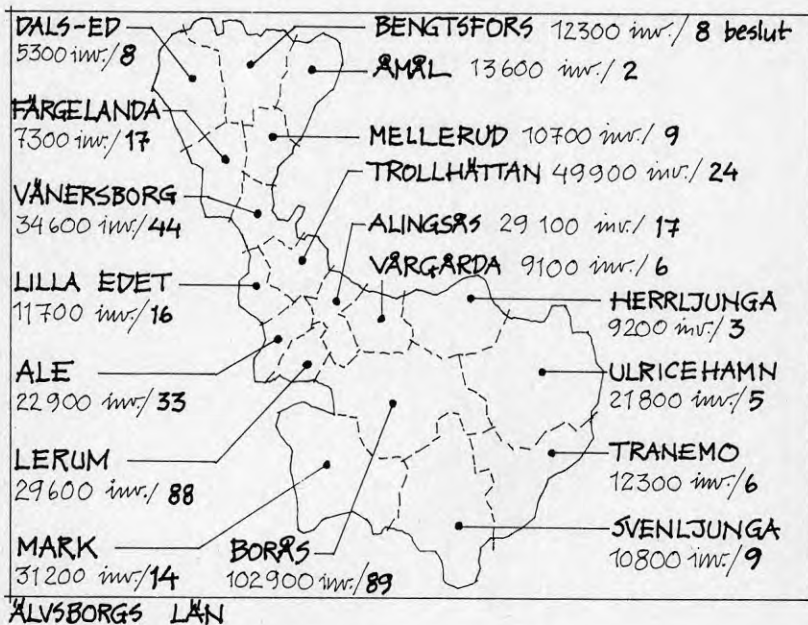 DALS-ED
5300 inv./8
BENGTSFORS 12300 inv./ 8 beslut
ÅMÅL 13600 inv./ 2
FÄRGELANDA
7300 inv./17
MELLERUD 10700 inv./ 9
TROLLHÄTTAN 49900 inv./ 24
VÄNERSBORG
34600 inv./44
ALINGSÅS 29 100 inv./ 17
VÅRGÅRDA 9100 inv./ 6
LILLA EDET
11700 inv./16
HERRLJUNGA
9200 inv./ 3
ALE
22900 inv./33
ULRICEHAMN
21800 inv./5
LERUM
29600 inv./ 88
TRANEMO
12300 inv./6
MARK
31200 inv./14
BORÅS
102900 inv./89
SVENLJUNGA
10800 inv./9
ÄLVSBORGS LÄN